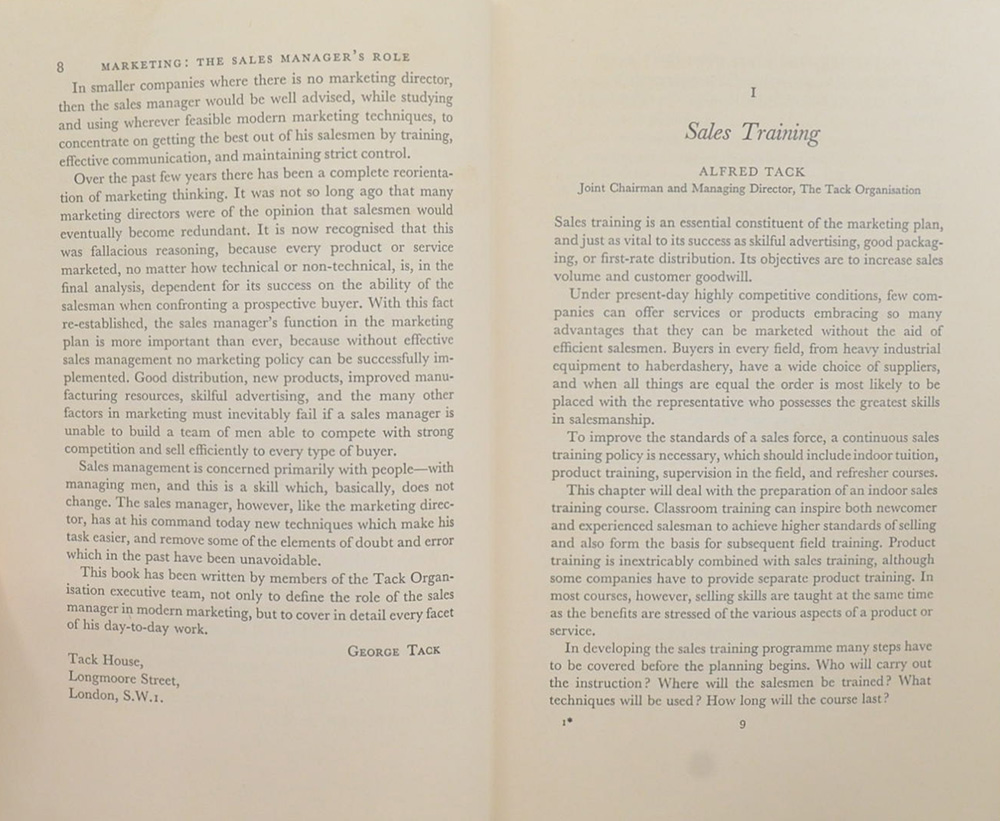 8 MARKETING: THE SALES MANAGER'S ROLE
In smaller companies where there is no marketing director,
then the sales manager would be well advised, while studying
and using wherever feasible modern marketing techniques, to
concentrate on getting the best out of his salesmen by training,
effective communication, and maintaining strict control.
Over the past few years there has been a complete reorienta-
tion of marketing thinking. It was not so long ago that many
marketing directors were of the opinion that salesmen would
eventually become redundant. It is now recognised that this
was fallacious reasoning, because every product or service
marketed, no matter how technical or non-technical, is, in the
final analysis, dependent for its success on the ability of the
salesman when confronting a prospective buyer. With this fact
re-established, the sales manager's function in the marketing
plan is more important than ever, because without effective
sales management no marketing policy can be successfully im-
plemented. Good distribution, new products, improved manu-
facturing resources, skilful advertising, and the many other
factors in marketing must inevitably fail if a sales manager is
unable to build a team of men able to compete with strong
competition and sell efficiently to every type of buyer.
Sales management is concerned primarily with people—with
managing men, and this is a skill which, basically, does not
change. The sales manager, however, like the marketing direc-
tor, has at his command today new techniques which make his
task easier, and remove some of the elements of doubt and error
which in the past have been unavoidable.
This book has been written by members of the Tack Organ-
isation executive team, not only to define the role of the sales
manager in modern marketing, but to cover in detail every facet
of his day-to-day work.
GEORGE TACK
Tack House,
Longmoore Street,
London, S.W.1.
I
Sales Training
ALFRED TACK
Joint Chairman and Managing Director, The Tack Organisation
Sales training is an essential constituent of the marketing plan,
and just as vital to its success as skilful advertising, good packag-
ing, or first-rate distribution. Its objectives are to increase sales
volume and customer goodwill.
Under present-day highly competitive conditions, few com-
panies can offer services or products embracing so many
advantages that they can be marketed without the aid of
efficient salesmen. Buyers in every field, from heavy industrial
equipment to haberdashery, have a wide choice of suppliers,
and when all things are equal the order is most likely to be
placed with the representative who possesses the greatest skills
in salesmanship.
To improve the standards of a sales force, a continuous sales
training policy is necessary, which should include indoor tuition,
product training, supervision in the field, and refresher courses.
This chapter will deal with the preparation of an indoor sales
training course. Classroom training can inspire both newcomer
and experienced salesman to achieve higher standards of selling
and also form the basis for subsequent field training. Product
training is inextricably combined with sales training, although
some companies have to provide separate product training. In
most courses, however, selling skills are taught at the same time
as the benefits are stressed of the various aspects of a product or
service.
In developing the sales training programme many steps have
to be covered before the planning begins. Who will carry out
the instruction? Where will the salesmen be trained? What
techniques will be used? How long will the course last?
1* 9